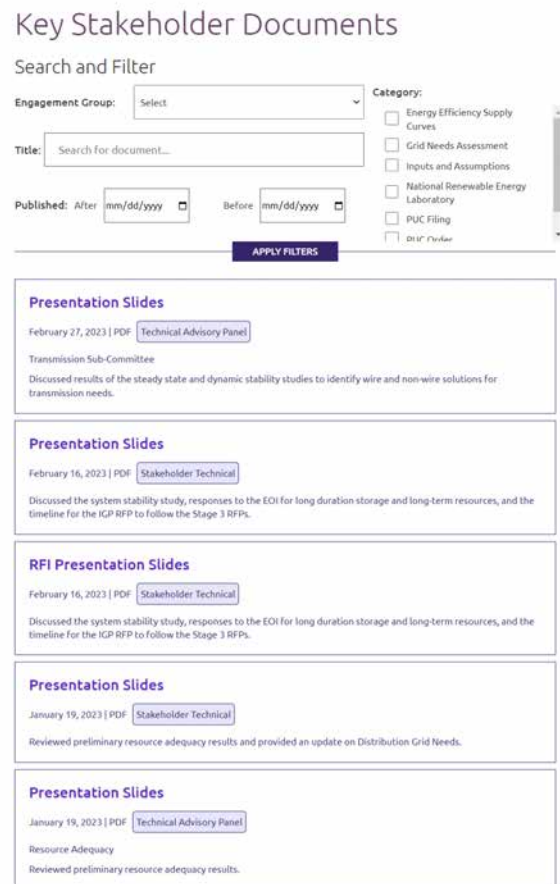 Key Stakeholder Documents
Search and Filter
Engagement Group: Select
Title: Search for document...
Published: After mm/dd/yyyy Before mm/dd/yyyy
Category:
Energy Efficiency Supply
Curves
Grid Needs Assessment
Inputs and Assumptions
National Renewable Energy
Laboratory
PUC Filing
PUC Order
APPLY FILTERS
Presentation Slides
February 27, 2023 | PDF Technical Advisory Panel
Transmission Sub-Committee
Discussed results of the steady state and dynamic stability studies to identify wire and non-wire solutions for
transmission needs.
Presentation Slides
February 16, 2023 | PDF Stakeholder Technical
Discussed the system stability study, responses to the EOI for long duration storage and long-term resources, and the
timeline for the IGP RFP to follow the Stage 3 RFPs.
RFI Presentation Slides
February 16, 2023 | PDF Stakeholder Technical
Discussed the system stability study, responses to the EOI for long duration storage and long-term resources, and the
timeline for the IGP RFP to follow the Stage 3 RFPs.
Presentation Slides
January 19, 2023 | PDF Stakeholder Technical
Reviewed preliminary resource adequacy results and provided an update on Distribution Grid Needs.
Presentation Slides
January 19, 2023 | PDF Technical Advisory Panel
Resource Adequacy
Reviewed preliminary resource adequacy results.